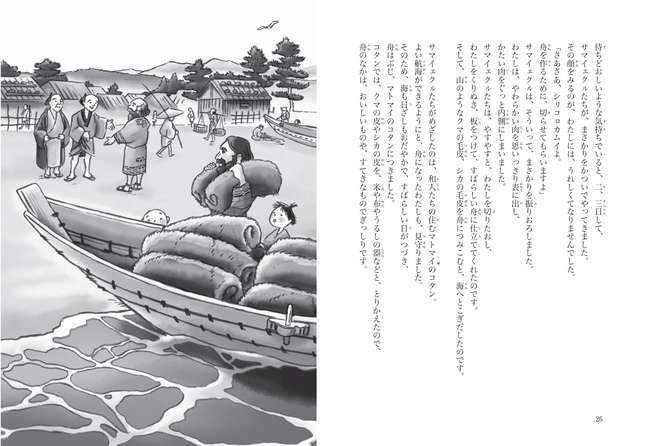 待ちどおしいような気持ちでいると、二、三日して、
サマイェクルたちが、まさかりをかついでやってきました。
その顔をみるのが、わたしには、うれしくてなりませんでした。
「さあさあ、シリコロカムイよ。
舟を作るために、切らせてもらいますよ」
サマイェクルは、そういって、まさかりを振りおろしました。
わたしは、やわらかい肉を思いっきり表に出し、
かたい肉をぐっと内側にしまいました。
サマイェクルたちは、やすやすと、わたしを切りたおし、
わたしをくりぬき、板をつけて、すばらしい舟に仕立ててくれたのです。
そして、山のようなクマの毛皮、シカの毛皮を舟につみこむと、海へとこぎだしたのです。
サマイェクルたちがめざしたのは、和人たちの住むマトマイ*のコタン。
よい航海ができるようにと、舟になったわたしも、見守りました。
そのため、海も日ざしもおだやかで、すばらしい日がつづき、
舟はぶじ、マトマイのコタンにつきました。
コタンでは、クマの皮やシカの皮を、米や布やうるしの器などと、とりかえたので、
舟のなかは、おいしいものや、すてきなものでぎっしりです。
26